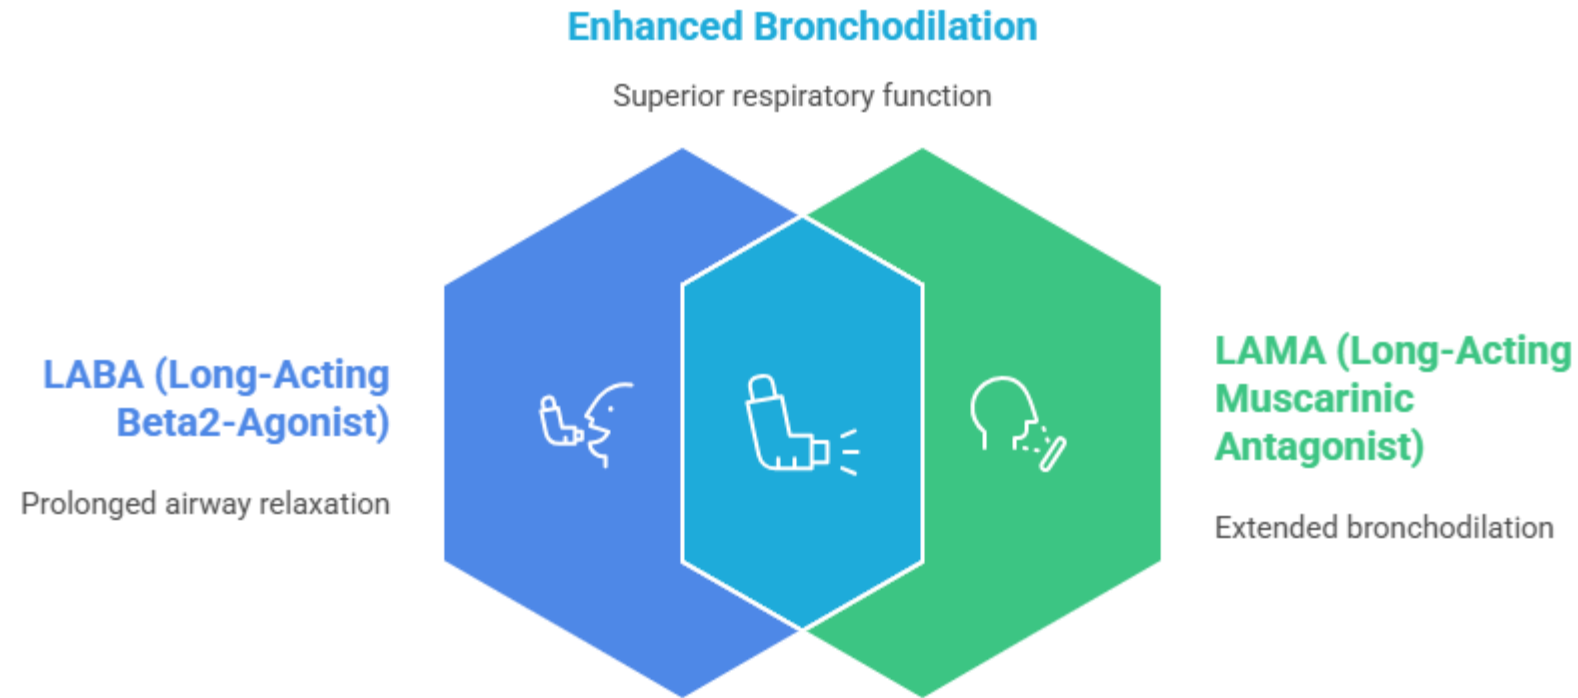 Enhanced Bronchodilation
Superior respiratory function
LABA (Long-Acting
Beta2-Agonist)
Prolonged airway relaxation
LAMA (Long-Acting
Muscarinic
Antagonist)
Extended bronchodilation